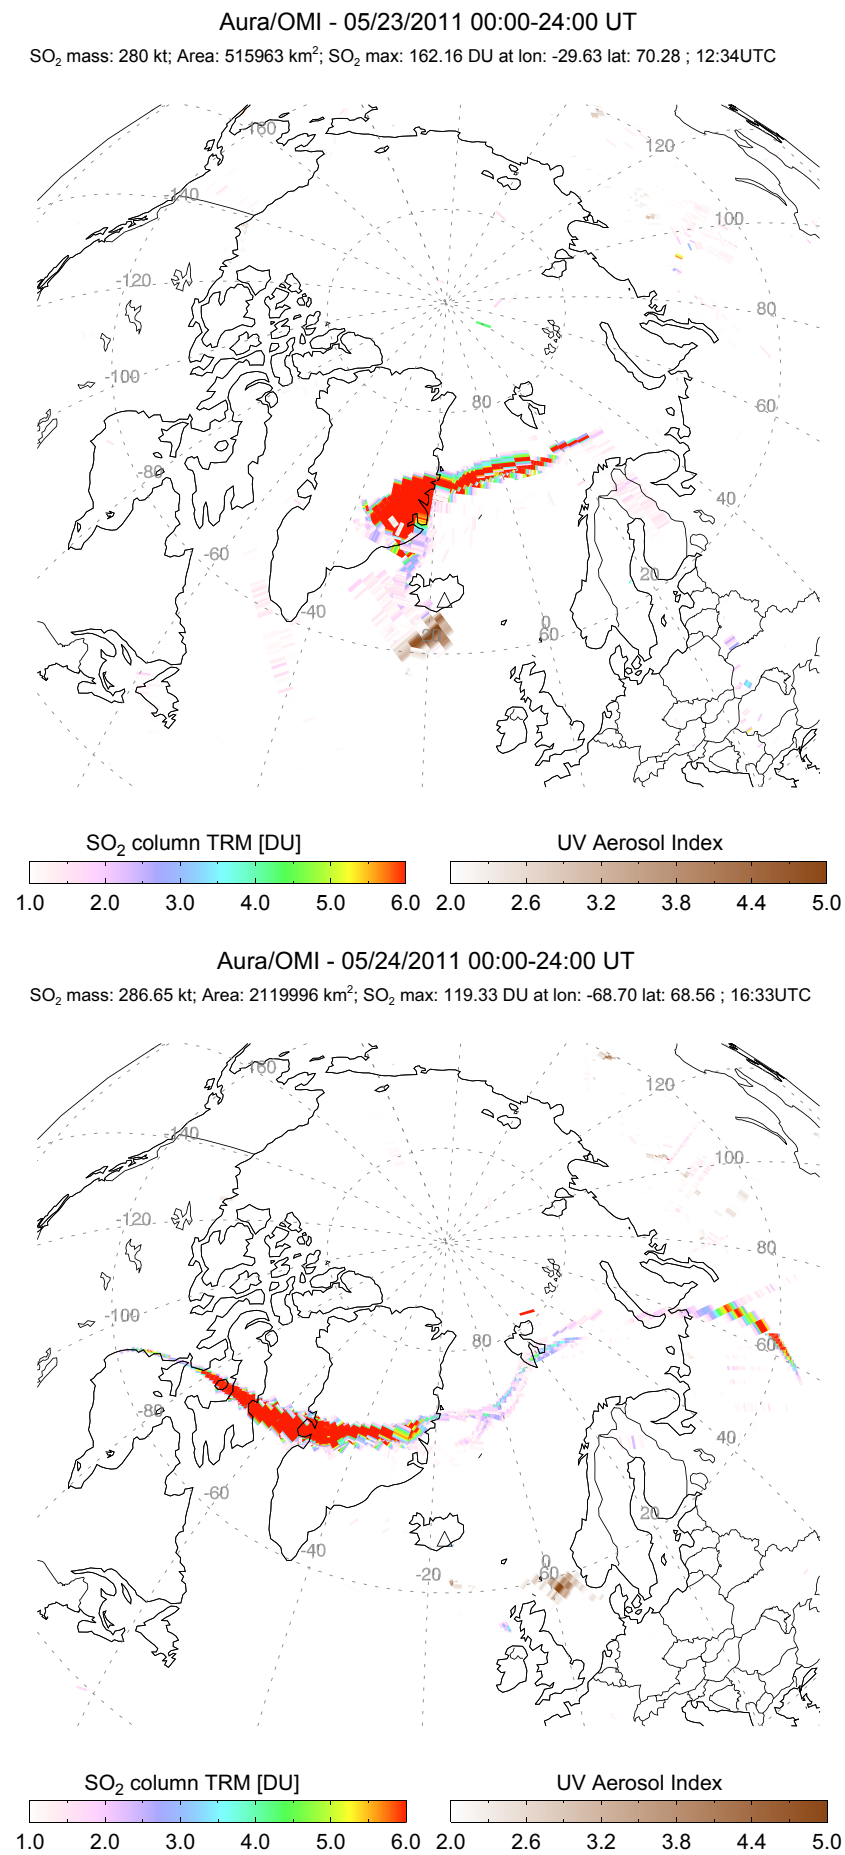 Aura/OMI - 05/23/2011 00:00-24:00 UT
SO2 mass: 280 kt; Area: 515963 km2; SO2 max: 162.16 DU at lon: -29.63 lat: 70.28 ; 12:34UTC
-160
120
-140
100
-120
80
-100
60
80
-80
40
-60
20
-40
0
60
-20
SO2 column TRM [DU]
UV Aerosol Index
1.0 2.0 3.0 4.0 5.0 6.0
2.0 2.6 3.2 3.8 4.4 5.0
Aura/OMI - 05/24/2011 00:00-24:00 UT
SO2 mass: 286.65 kt; Area: 2119996 km2; SO2 max: 119.33 DU at lon: -68.70 lat: 68.56 ; 16:33UTC
-160
120
-140
100
-120
80
-100
80
60
-80
40
-60
20
-40
0
-20
60
SO2 column TRM [DU]
UV Aerosol Index
1.0 2.0 3.0 4.0 5.0 6.0
2.0 2.6 3.2 3.8 4.4 5.0